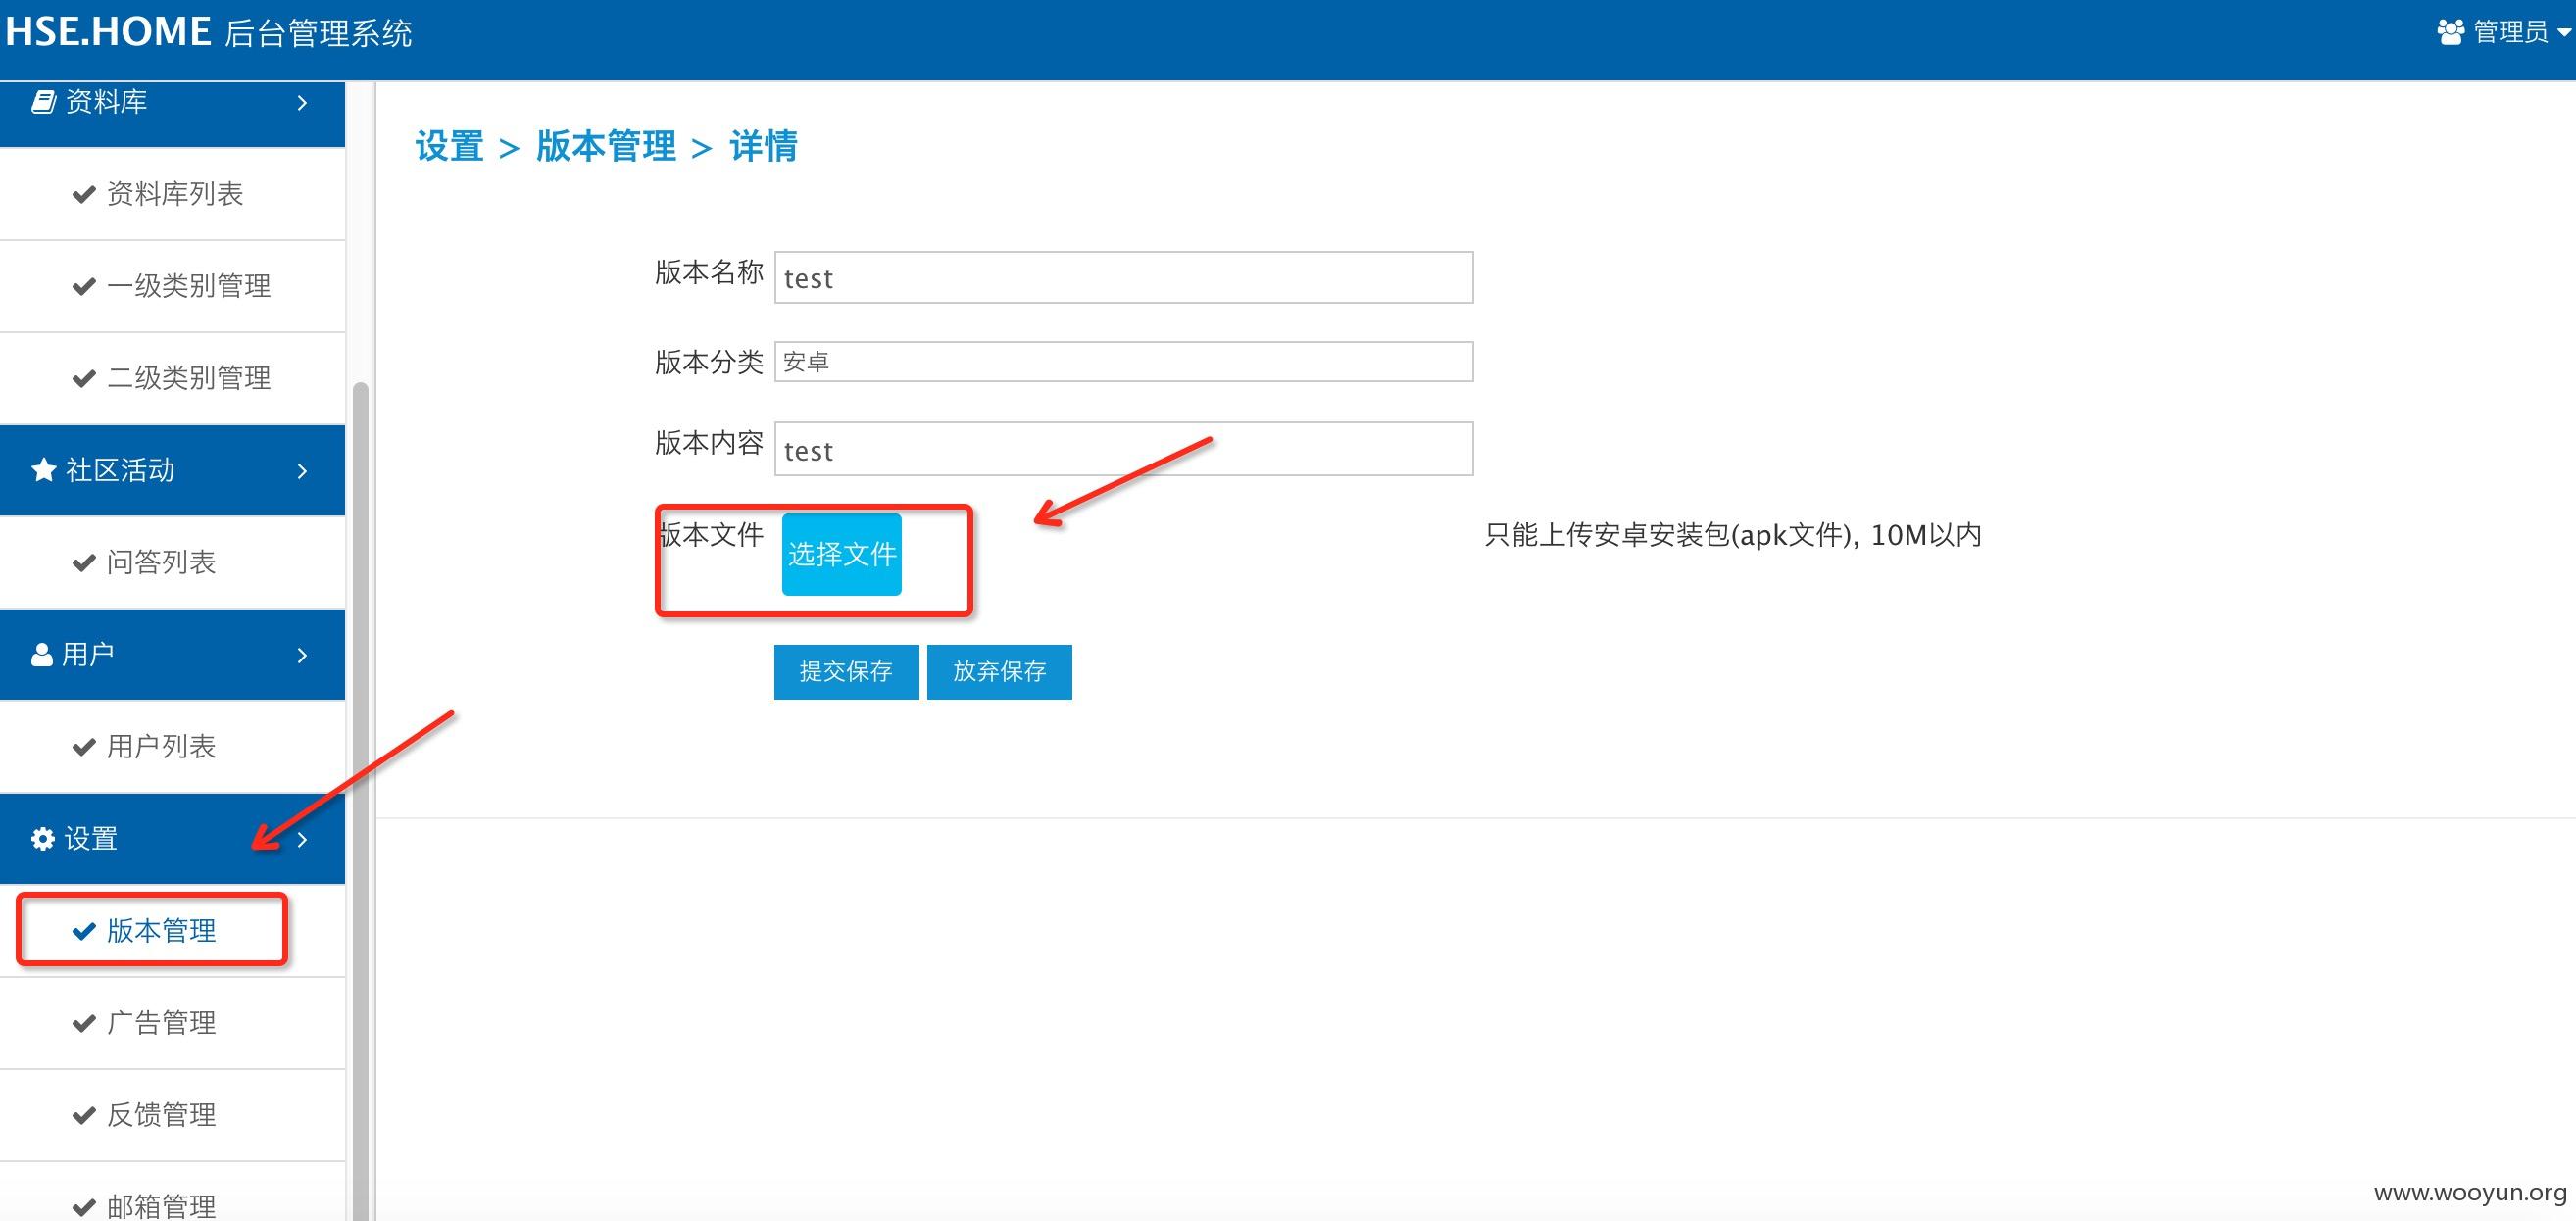 HSE.HOME 后台管理系统
管理员
资料库
资料库列表
一级类别管理
二级类别管理
社区活动
问答列表
用户
用户列表
设置
版本管理
广告管理
反馈管理
邮箱管理
设置 > 版本管理 > 详情
版本名称 test
版本分类 安卓
版本内容 test
版本文件 选择文件 只能上传安卓安装包(apk文件), 10M以内
提交保存 放弃保存
www.wooyun.org